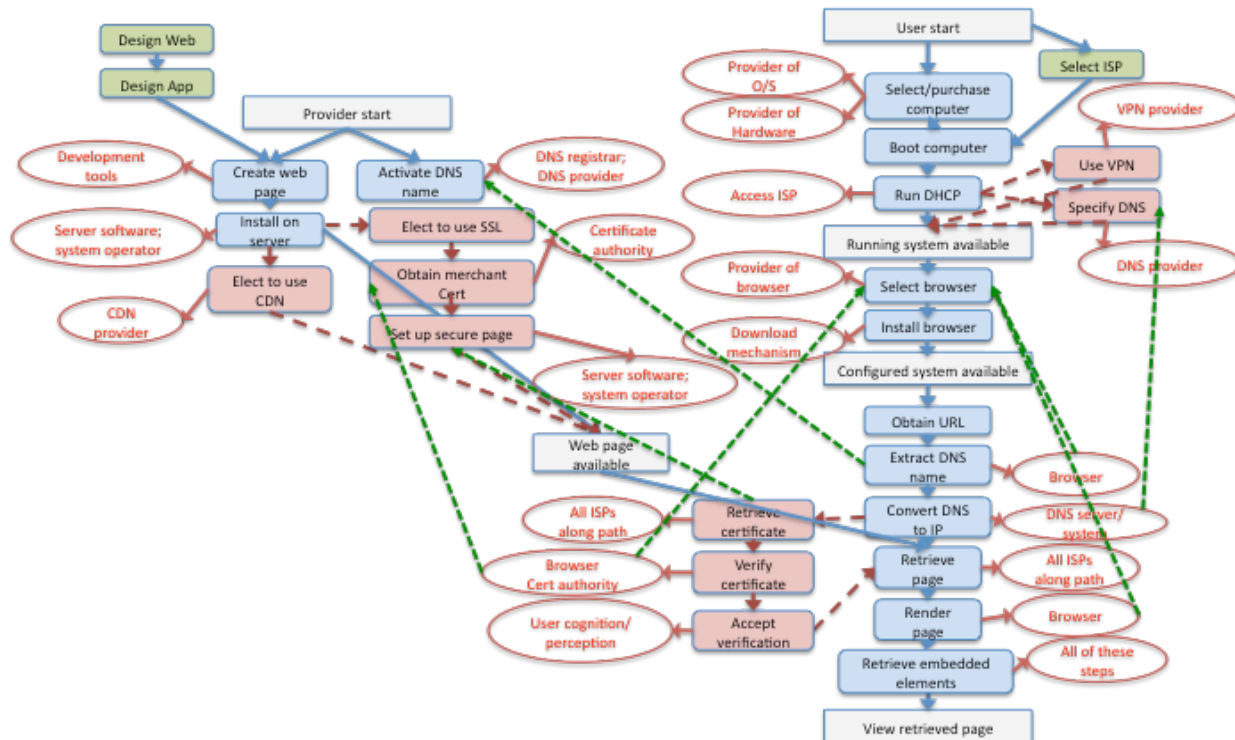 Design Web
Design App
Provider start
Development
tools
Create web
page
Activate DNS
name
DNS registrar;
DNS provider
Server software;
system operator
Install on
server
Elect to use SSL
Certificate
authority
Elect to use
CDN
Obtain merchant
Cert
CDN
provider
Set up secure page
Server software;
system operator
Web page
available
User start
Select ISP
Provider of
O/S
Select/purchase
computer
Provider of
Hardware
VPN provider
Boot computer
Use VPN
Access ISP
Run DHCP
Specify DNS
Running system available
DNS provider
Provider of
browser
Select browser
Download
mechanism
Install browser
Configured system available
Obtain URL
Extract DNS
name
Browser
All ISPs
along path
Retrieve
certificate
Convert DNS
to IP
DNS server/
system
Browser
Cert authority
Verify
certificate
Retrieve
page
All ISPs
along path
User cognition/
perception
Accept
verification
Render
page
Browser
Retrieve embedded
elements
All of these
steps
View retrieved page